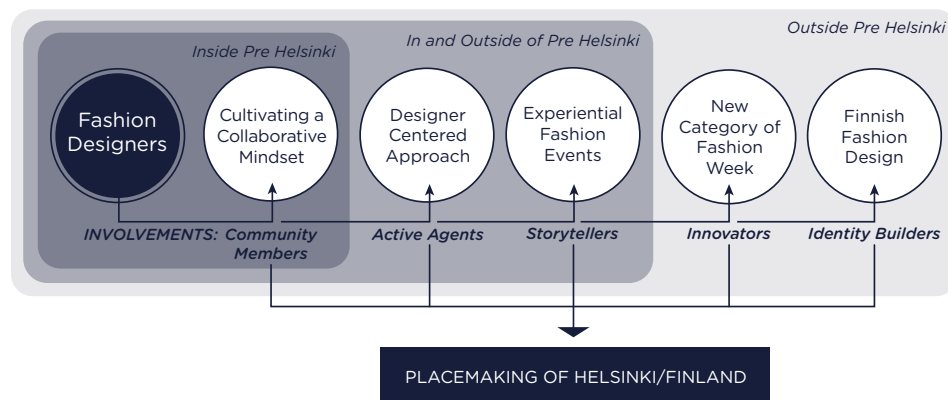 Outside Pre Helsinki
In and Outside of Pre Helsinki
Inside Pre Helsinki
Fashion
Designers
Cultivating a
Collaborative
Mindset
Designer
Centered
Approach
Experiential
Fashion
Events
New
Category of
Fashion
Week
Finnish
Fashion
Design
INVOLVEMENTS: Community
Members
Active Agents
Storytellers
Innovators
Identity Builders
PLACEMAKING OF HELSINKI/FINLAND